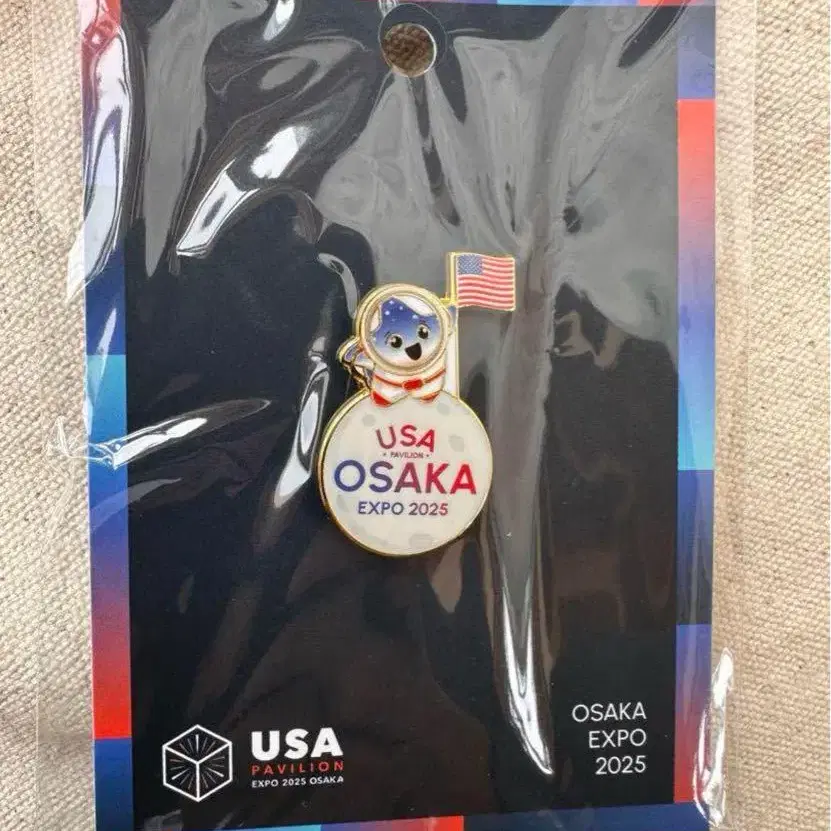 USA
• PAVILION •
OSAKA
EXPO 2025
USA
PAVILION
EXPO 2025 OSAKA
OSAKA
EXPO
2025